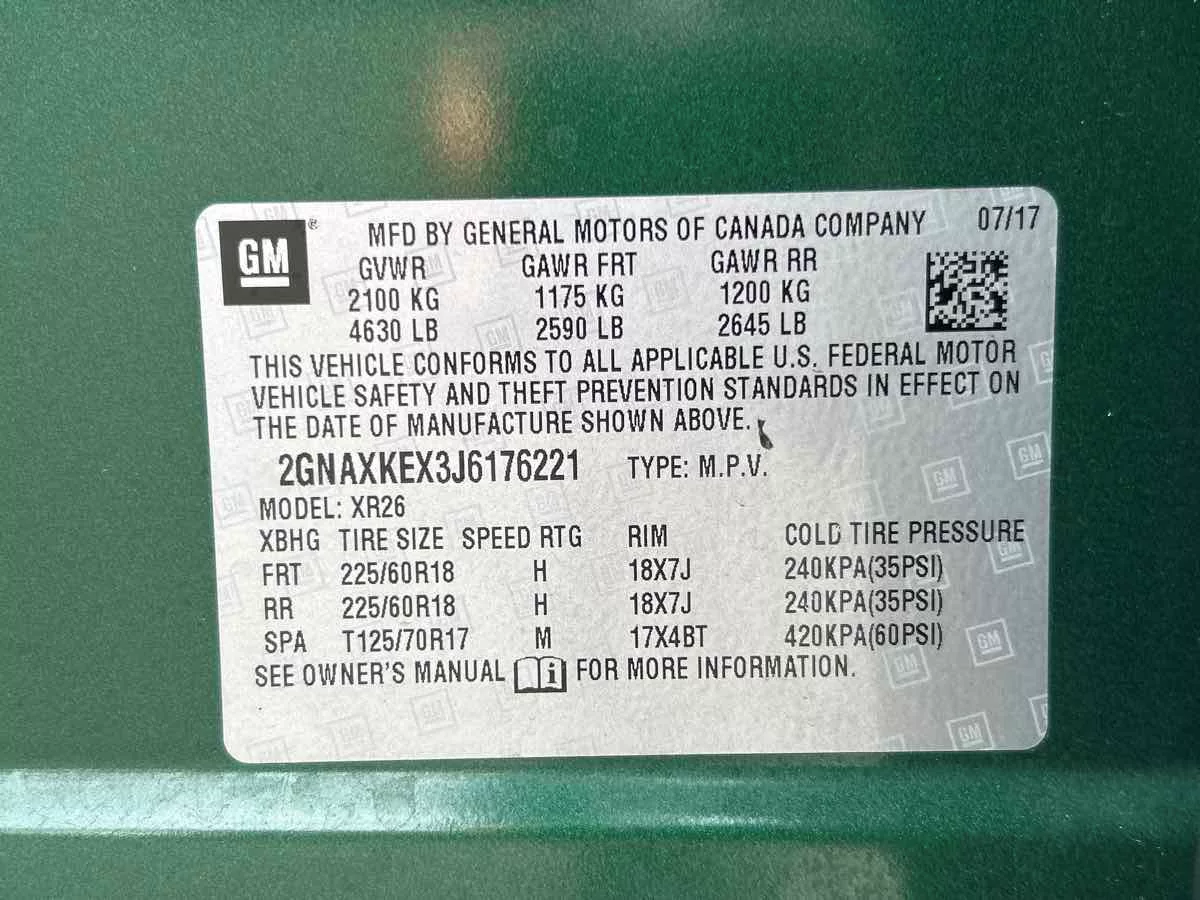 GM ® MFD BY GENERAL MOTORS OF CANADA COMPANY 07/17
GVWR GAWR FRT GAWR RR
2100 KG 1175 KG 1200 KG
4630 LB 2590 LB 2645 LB
THIS VEHICLE CONFORMS TO ALL APPLICABLE U.S. FEDERAL MOTOR
VEHICLE SAFETY AND THEFT PREVENTION STANDARDS IN EFFECT ON
THE DATE OF MANUFACTURE SHOWN ABOVE.
2GNAXKEX3J6176221 TYPE: M.P.V.
MODEL: XR26
XBHG TIRE SIZE SPEED RTG RIM COLD TIRE PRESSURE
FRT 225/60R18 H 18X7J 240KPA(35PSI)
RR 225/60R18 H 18X7J 240KPA(35PSI)
SPA T125/70R17 M 17X4BT 420KPA(60PSI)
SEE OWNER'S MANUAL i FOR MORE INFORMATION.